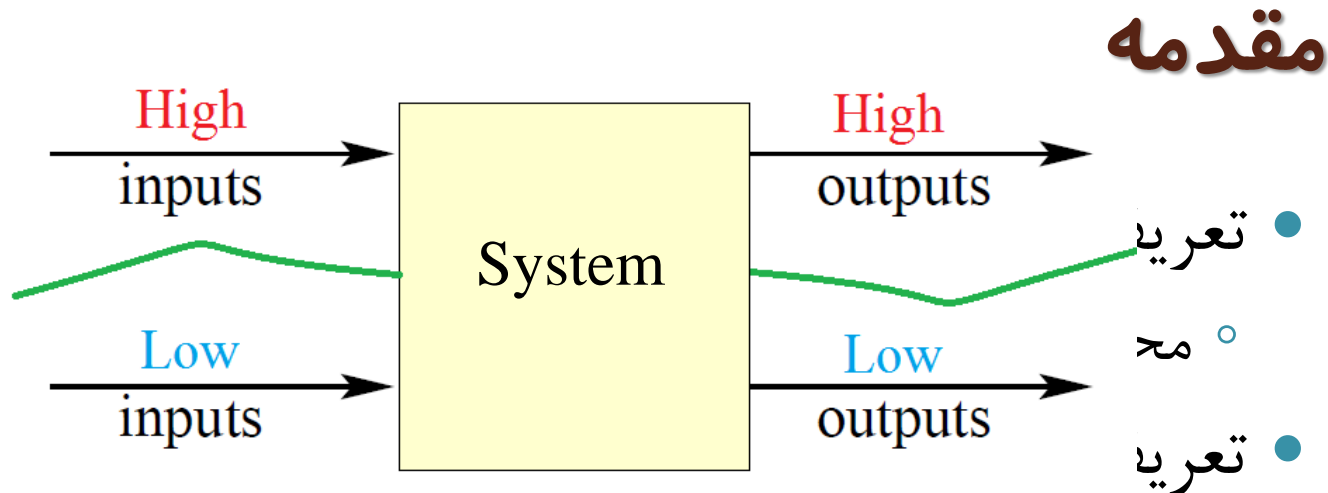 مقدمه
High
inputs
High
outputs
System
Low
inputs
Low
outputs